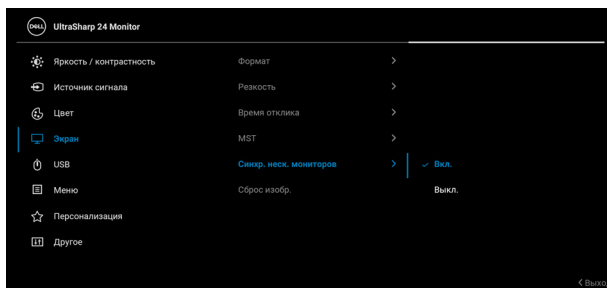 DELL UltraSharp 24 Monitor
Яркость / контрастность
Источник сигнала
Цвет
Экран
USB
Меню
Персонализация
Другое
Формат
Резкость
Время отклика
MST
Синхр. неск. мониторов
Сброс изобр.
Вкл.
Выкл.
Выхо